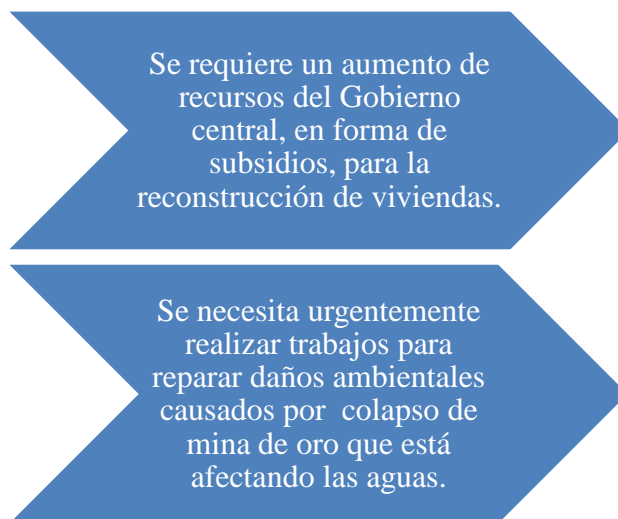 Se requiere un aumento de
recursos del Gobierno
central, en forma de
subsidios, para la
reconstrucción de viviendas.
Se necesita urgentemente
realizar trabajos para
reparar daños ambientales
causados por  colapso de
mina de oro que está
afectando las aguas.